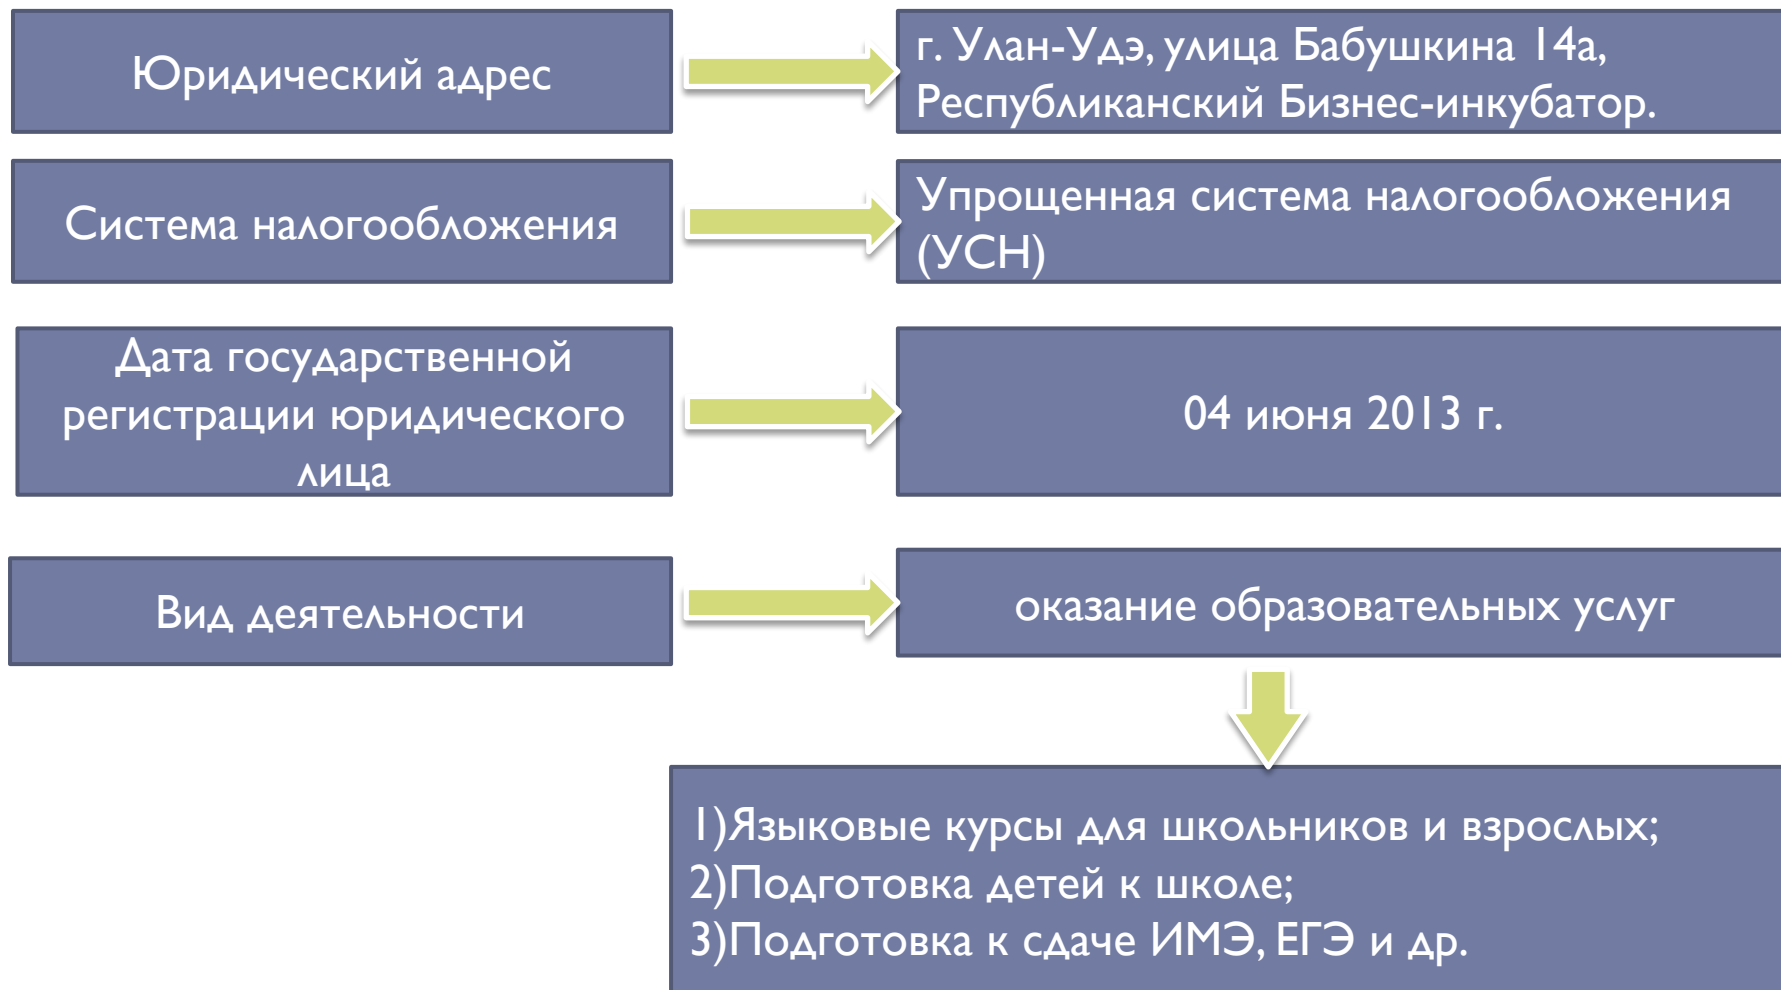 Юридический адрес
г. Улан-Удэ, улица Бабушкина 14а,
Республиканский Бизнес-инкубатор.
Система налогообложения
Упрощенная система налогообложения
(УСН)
Дата государственной
регистрации юридического
лица
04 июня 2013 г.
Вид деятельности
оказание образовательных услуг
1)Языковые курсы для школьников и взрослых;
2)Подготовка детей к школе;
3)Подготовка к сдаче ИМЭ, ЕГЭ и др.